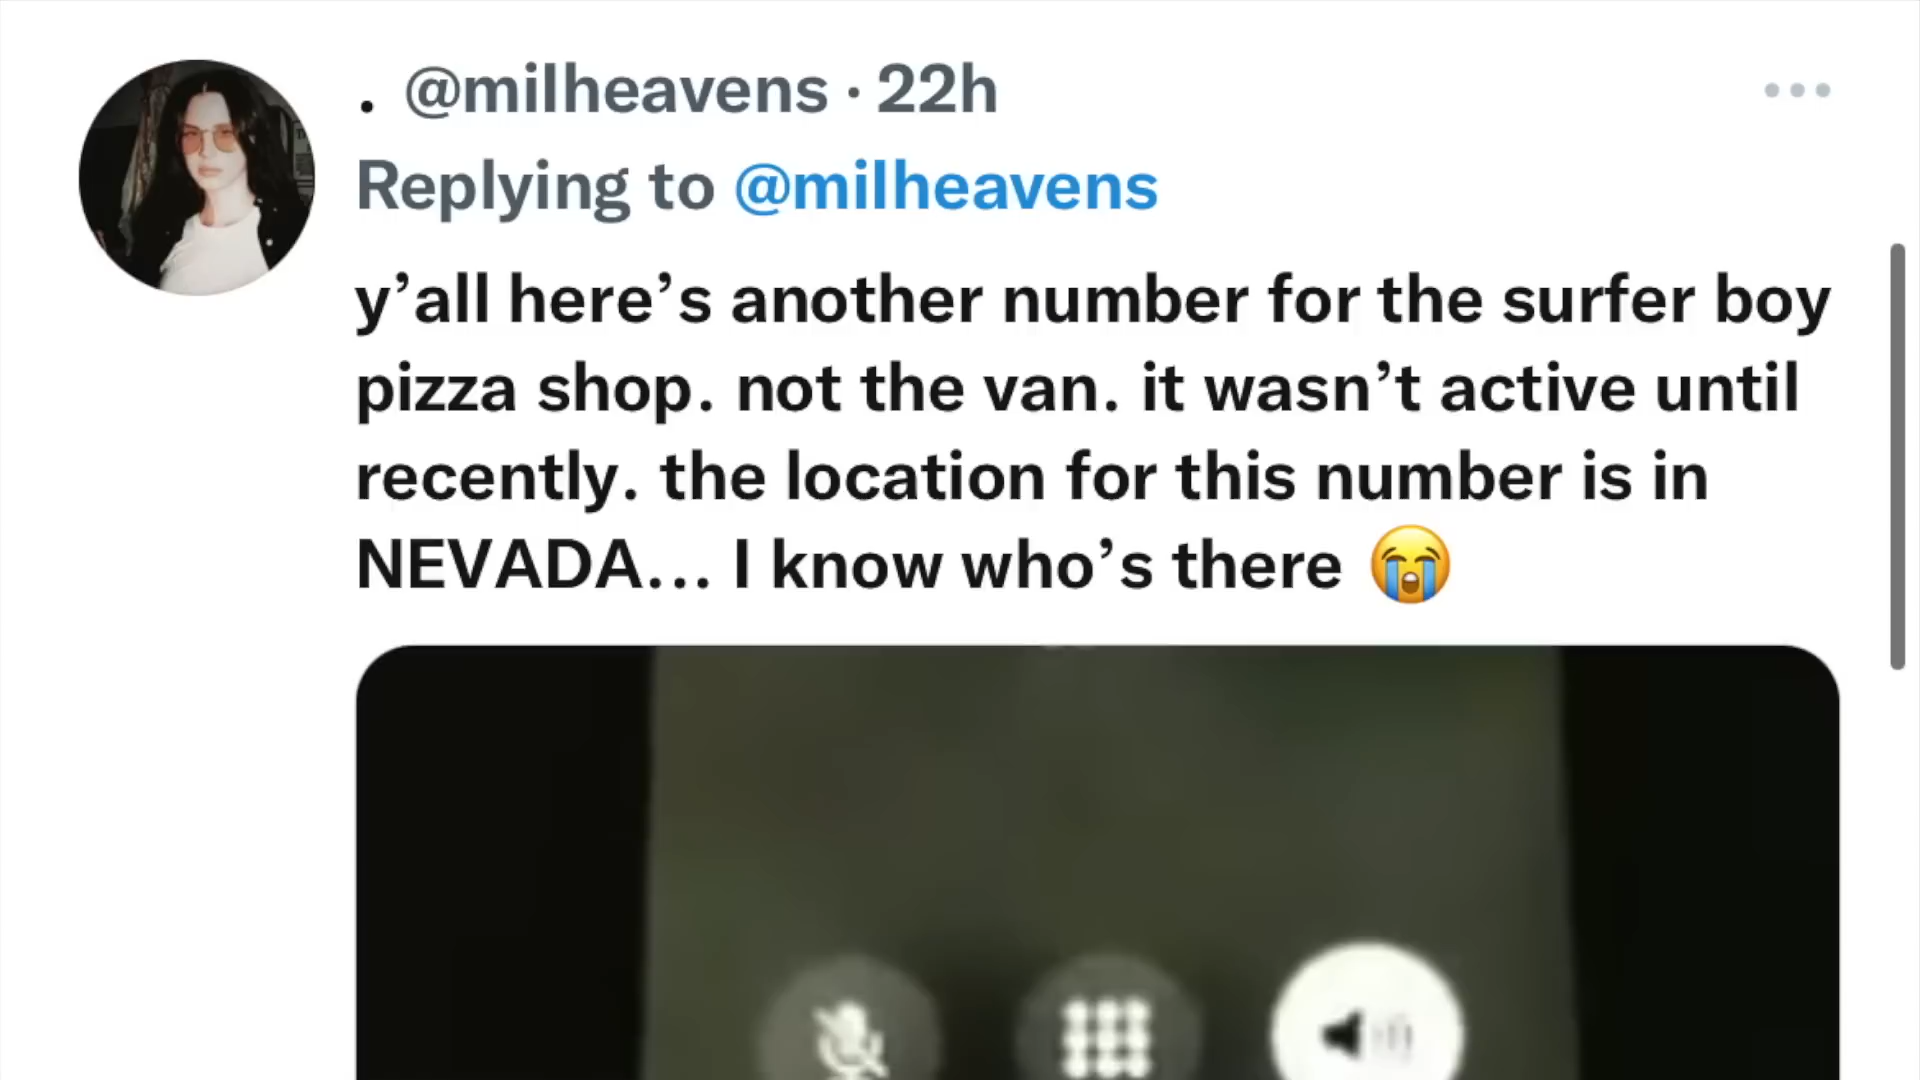 . @milheavens · 22h
Replying to @milheavens
y’all here’s another number for the surfer boy
pizza shop. not the van. it wasn’t active until
recently. the location for this number is in
NEVADA... I know who’s there 😭